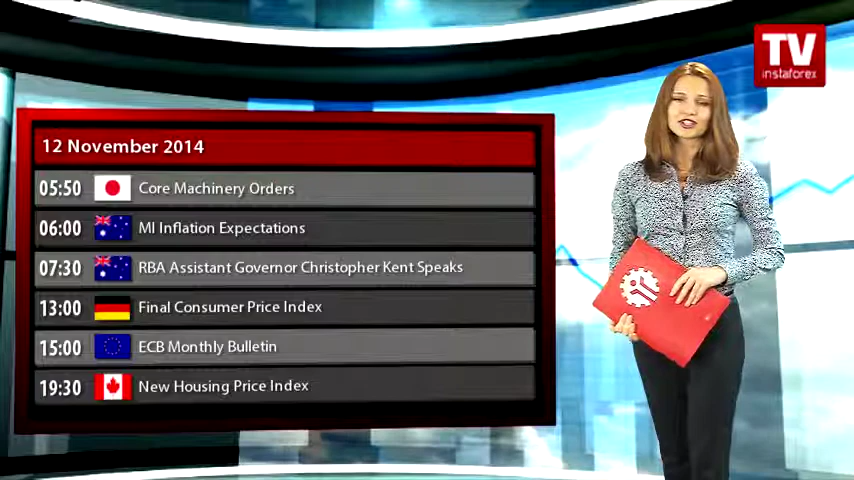 TV
instaforex
12 November 2014
05:50 Core Machinery Orders
06:00 MI Inflation Expectations
07:30 RBA Assistant Governor Christopher Kent Speaks
13:00 Final Consumer Price Index
15:00 ECB Monthly Bulletin
19:30 New Housing Price Index